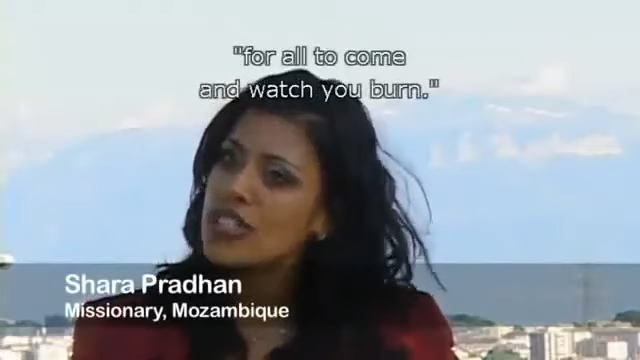 "for all to come
and watch you burn."
Shara Pradhan
Missionary, Mozambique